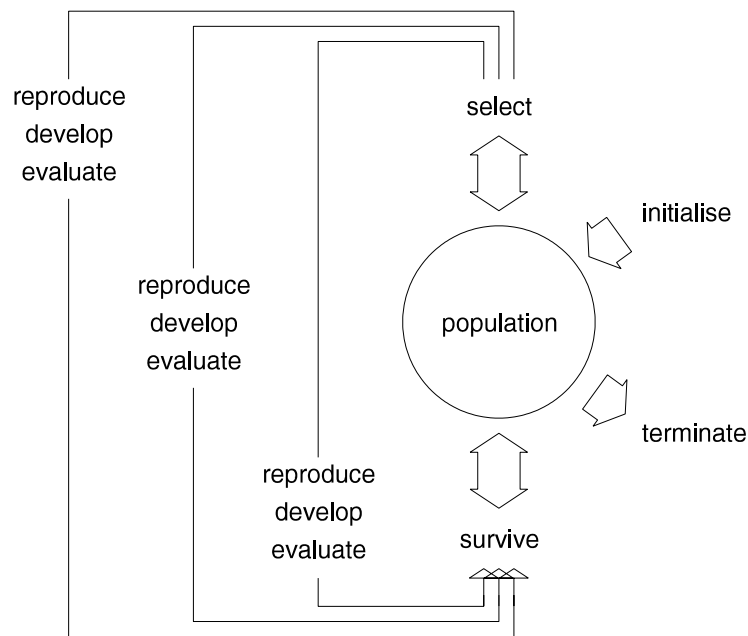 reproduce
develop
evaluate
select
initialise
reproduce
develop
evaluate
population
terminate
reproduce
develop
evaluate
survive